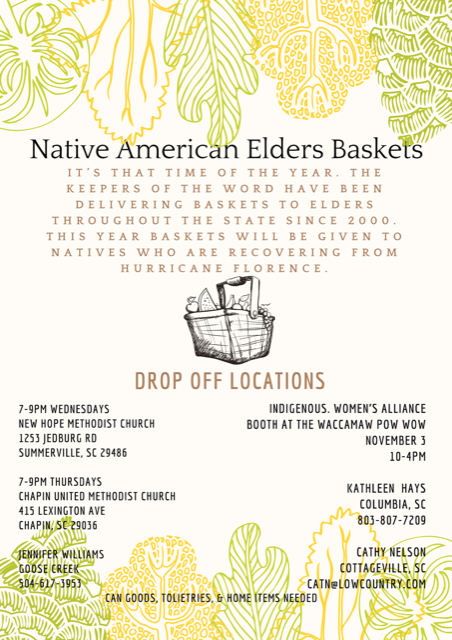 Native American Elders Baskets
IT'S THAT TIME OF THE YEAR. THE
KEEPERS OF THE WORD HAVE BEEN
DELIVERING BASKETS TO ELDERS
THROUGHOUT THE STATE SINCE 2000.
THIS YEAR BASKETS WILL BE GIVEN TO
NATIVES WHO ARE RECOVERING FROM
HURRICANE FLORENCE.
DROP OFF LOCATIONS
7-9PM WEDNESDAYS
NEW HOPE METHODIST CHURCH
1253 JEDBURG RD
SUMMERVILLE, SC 29486
7-9PM THURSDAYS
CHAPIN UNITED METHODIST CHURCH
415 LEXINGTON AVE
CHAPIN, SC 29036
JENNIFER WILLIAMS
GOOSE CREEK
504-617-3953
INDIGENOUS. WOMEN'S ALLIANCE
BOOTH AT THE WACCAMAW POW WOW
NOVEMBER 3
10-4PM
KATHLEEN HAYS
COLUMBIA, SC
803-807-7209
CATHY NELSON
COTTAGEVILLE, SC
CATN@LOWCOUNTRY.COM
CAN GOODS, TOLIETRIES, & HOME ITEMS NEEDED